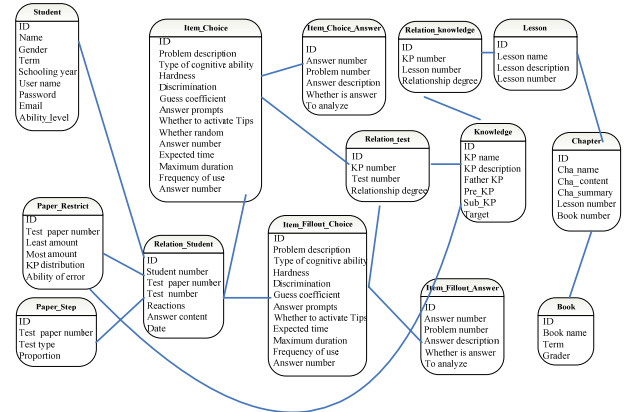 Student
ID
Name
Gender
Term
Schooling year
User name
Password
Email
Ability_level
Item_Choice
ID
Problem description
Type of cognitive ability
Hardness
Discrimination
Guess coefficient
Answer prompts
Whether to activate Tips
Whether random
Answer number
Expected time
Maximum duration
Frequency of use
Answer number
Item_Choice_Answer
ID
Answer number
Problem number
Answer description
Whether is answer
To analyze
Relation_knowledge
ID
KP number
Lesson number
Relationship degree
Lesson
ID
Lesson name
Lesson description
Lesson number
Relation_test
ID
KP number
Test number
Relationship degree
Knowledge
ID
KP name
KP description
Father KP
Pre_KP
Sub_KP
Target
Chapter
ID
Cha_name
Cha_content
Cha_summary
Lesson number
Book number
Paper_Restrict
ID
Test paper number
Least amount
Most amount
KP distribution
Ability of error
Relation_Student
ID
Student number
Test paper number
Test number
Reactions
Answer content
Date
Item_Fillout_Choice
ID
Problem description
Type of cognitive ability
Hardness
Discrimination
Guess coefficient
Answer prompts
Whether to activate Tips
Expected time
Maximum duration
Frequency of use
Answer number
Item_Fillout_Answer
ID
Answer number
Problem number
Answer description
Whether is answer
To analyze
Paper_Step
ID
Test paper number
Test type
Proportion
Book
ID
Book name
Term
Grader